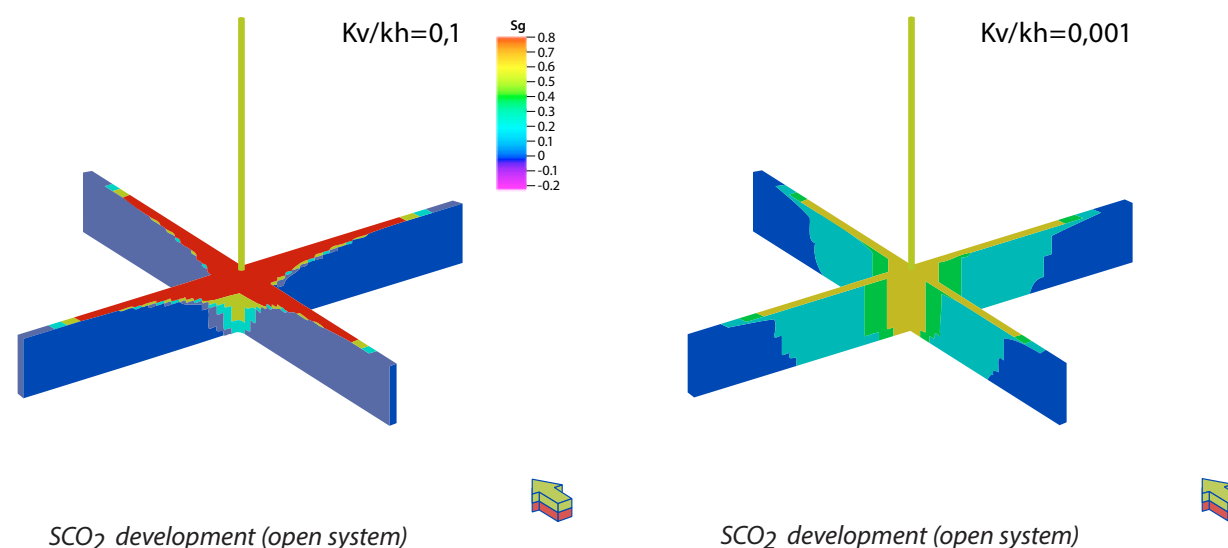 Kv/kh=0,1
Sg
0.8
0.7
0.6
0.5
0.4
0.3
0.2
0.1
0
-0.1
-0.2
Kv/kh=0,001
SCO2 development (open system)
SCO2 development (open system)